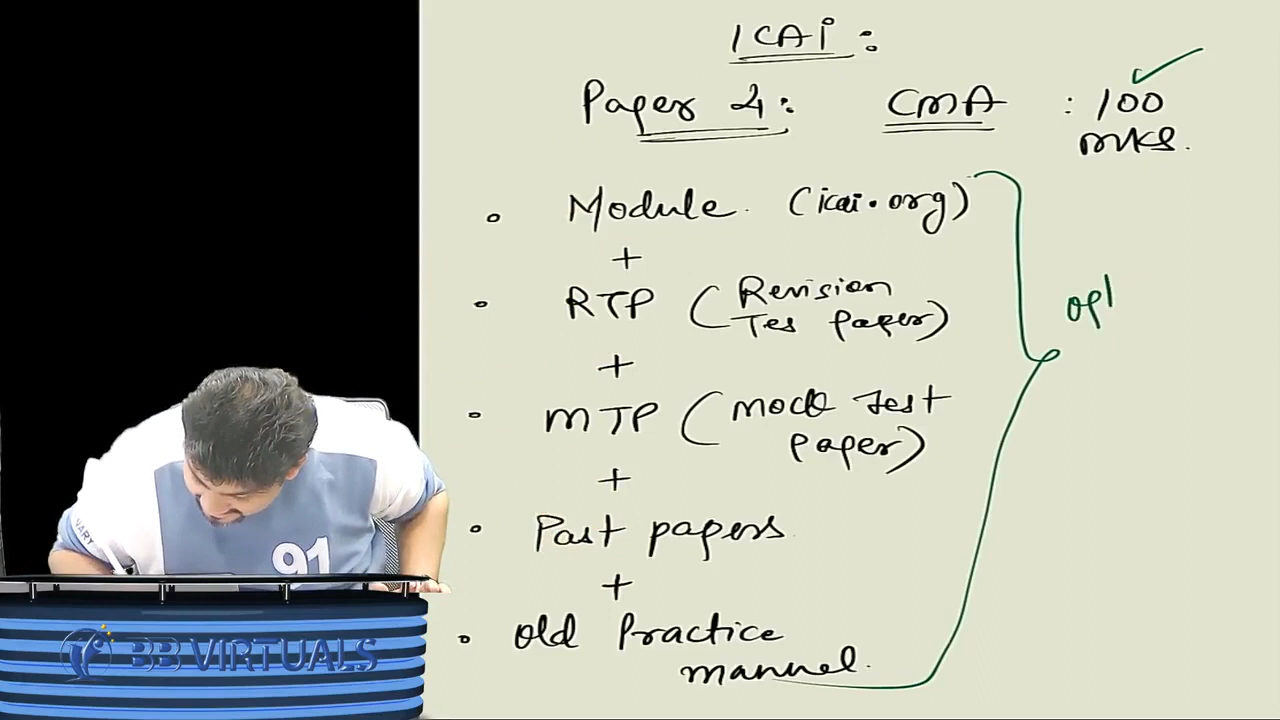 ICAI :
Paper 4: CMA : 100
mks.
• Module. (icai.org)
+
• RTP (Revision
Tes paper)
+
opl
• MTP (mock Test
paper)
+
• Past papers
+
• Old Practice
mannel.
91
VARY
BB VIRTUALS